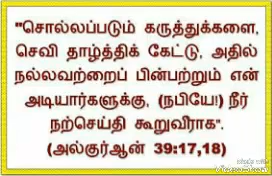 "சொல்லப்படும் கருத்துக்களை,
செவி தாழ்த்திக் கேட்டு, அதில்
நல்லவற்றைப் பின்பற்றும் என்
அடியார்களுக்கு, (நபியே!) நீர்
நற்செய்தி கூறுவீராக".
(அல்குர்ஆன் 39:17,18)